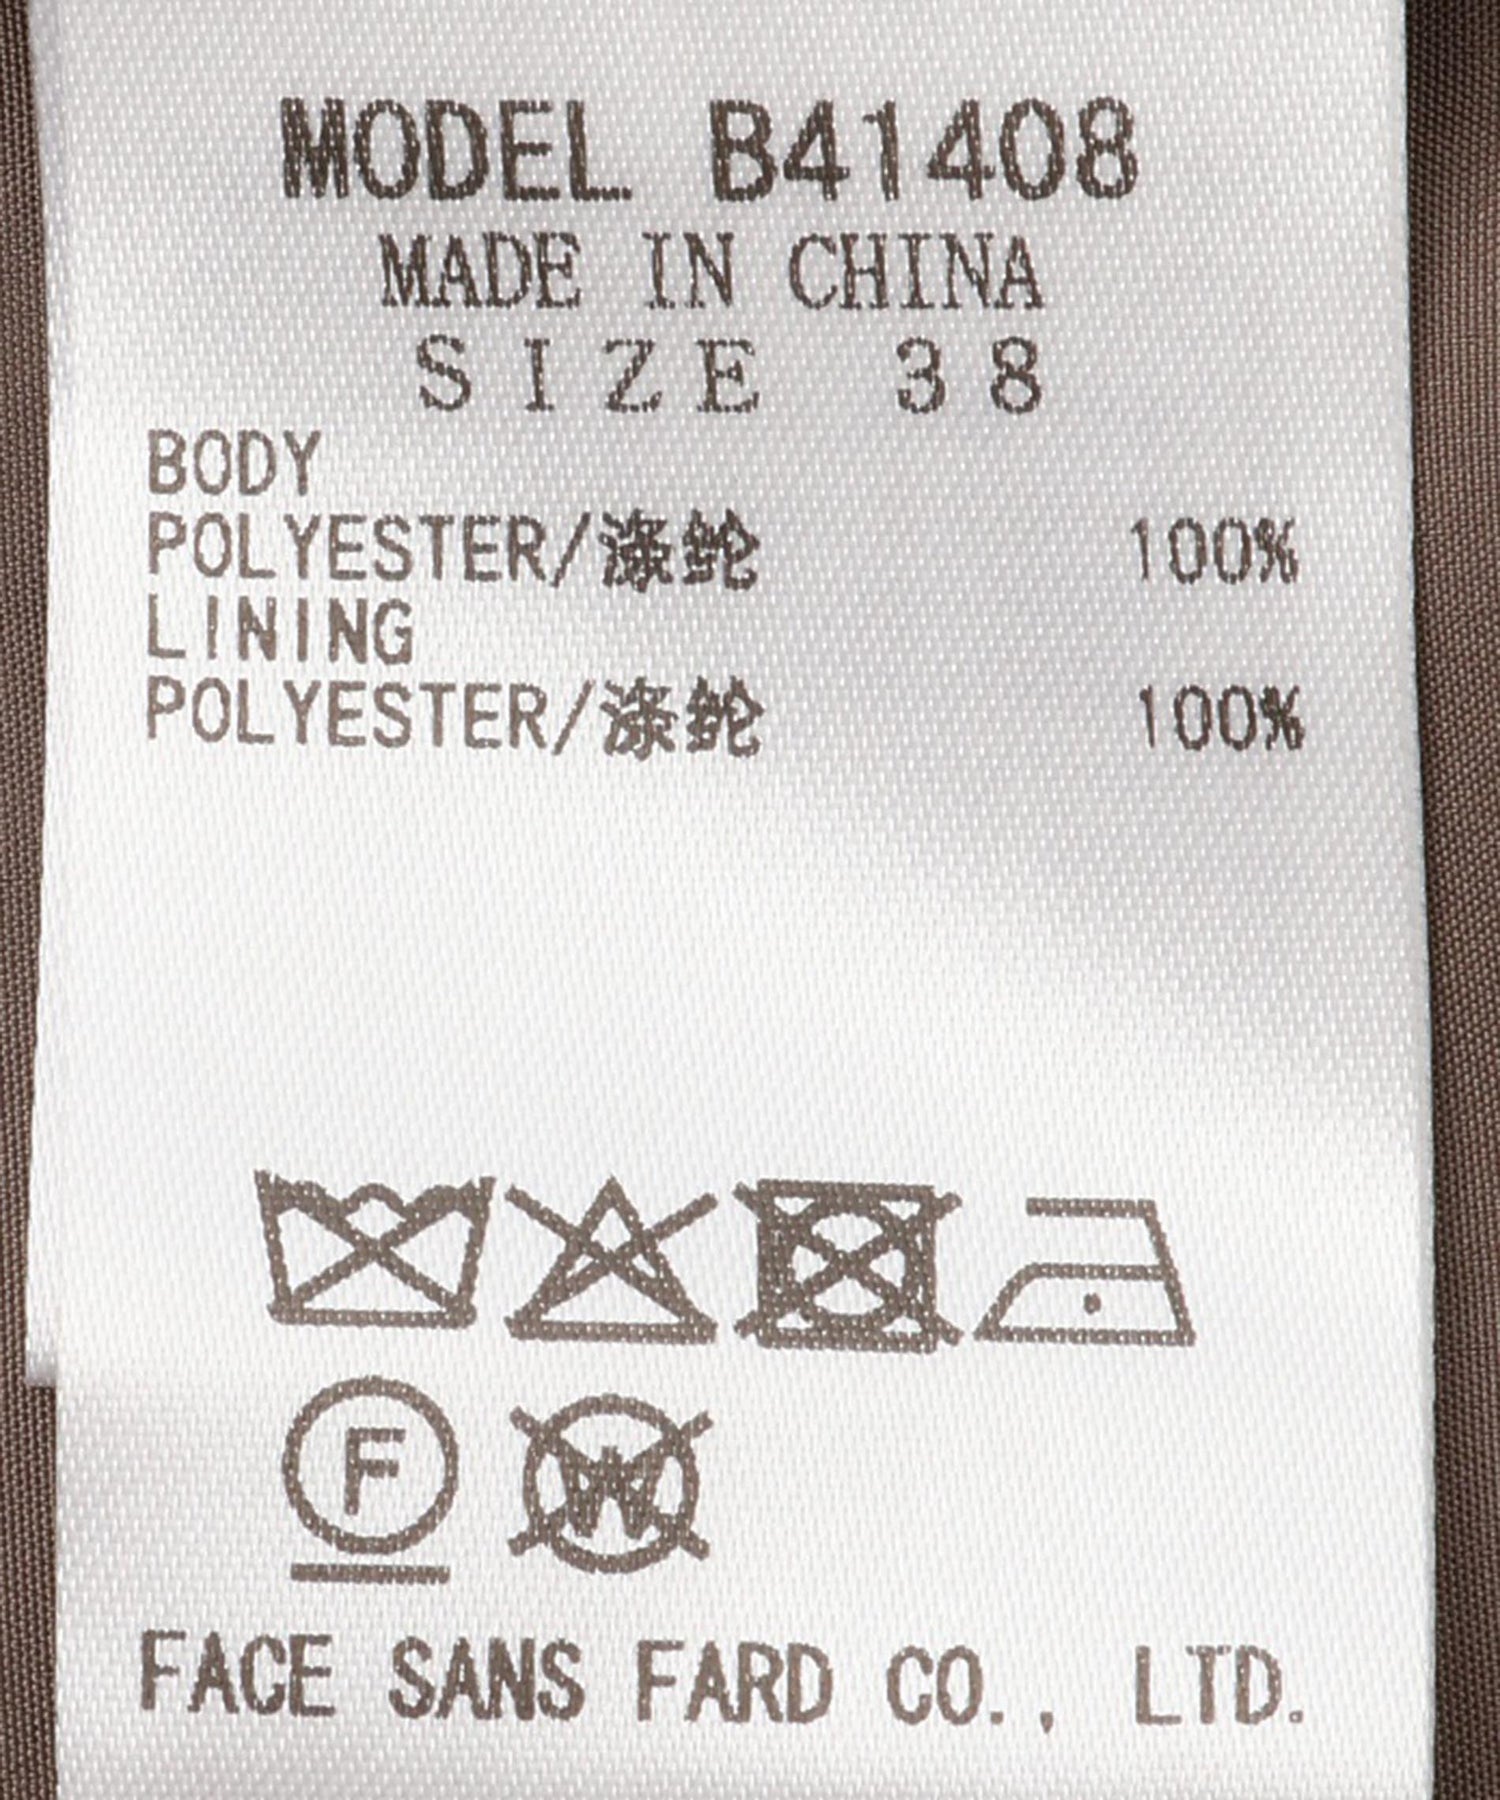 MODEL B41408
MADE IN CHINA
SIZE 38
BODY
POLYESTER/涤纶 100%
LINING
POLYESTER/涤纶 100%
F W
FACE SANS FARD CO., LTD.